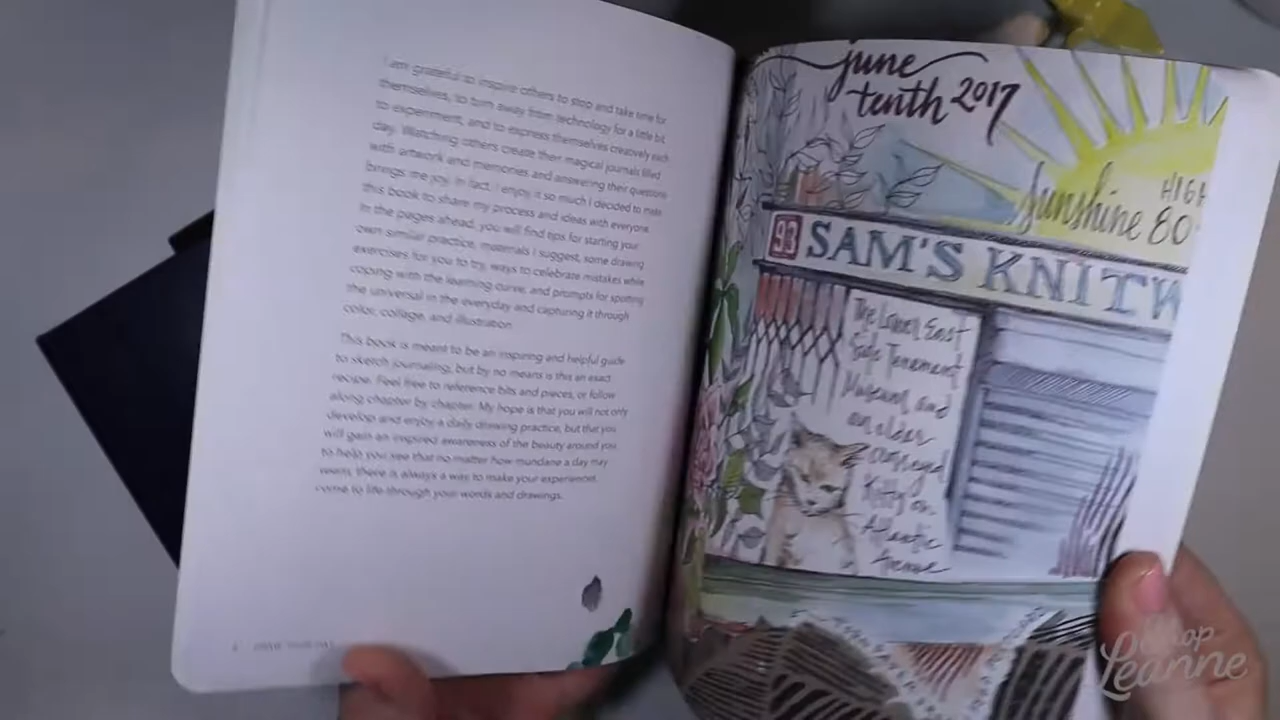 I am grateful to inspire others to stop and take time for
themselves, to turn away from technology for a little bit,
to experiment, and to express themselves creatively each
day. Watching others create their magical journals filled
with artwork and memories and answering their questions
brings me joy. In fact, I enjoy it so much I decided to make
this book to share my process and ideas with everyone.
In the pages ahead, you will find tips for starting your
own similar practice, materials I suggest, some drawing
exercises for you to try, ways to celebrate mistakes while
coping with the learning curve, and prompts for spotting
the universal in the everyday and capturing it through
color, collage, and illustration.
This book is meant to be an inspiring and helpful guide
to sketch journaling, but by no means is this an exact
recipe. Feel free to reference bits and pieces, or follow
along chapter by chapter. My hope is that you will not only
develop and enjoy a daily drawing practice, but that you
will gain an inspired awareness of the beauty around you,
to help you see that no matter how mundane a day may
seem, there is always a way to make your experiences
come to life through your words and drawings.
june
tenth 2017
sunshine HIGH
80°
93 SAM'S KNITW
The Lower East
Side Tenement
Museum and
an older
orange
Kitty on
Atlantic
Avenue
Leanne